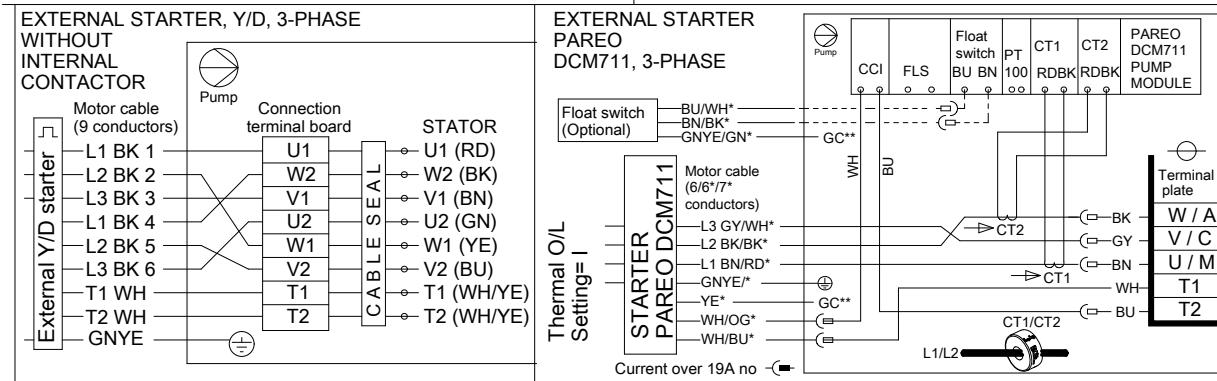 EXTERNAL STARTER, Y/D, 3-PHASE
WITHOUT
INTERNAL
CONTACTOR
Pump
Motor cable
(9 conductors)
Connection
terminal board
STATOR
External Y/D starter
L1 BK 1
L2 BK 2
L3 BK 3
L1 BK 4
L2 BK 5
L3 BK 6
T1 WH
T2 WH
GNYE
U1
W2
V1
U2
W1
V2
T1
T2
CABLE SEAL
U1 (RD)
W2 (BK)
V1 (BN)
U2 (GN)
W1 (YE)
V2 (BU)
T1 (WH/YE)
T2 (WH/YE)
EXTERNAL STARTER
PAREO
DCM711, 3-PHASE
Pump
CCI
FLS
Float
switch
BU BN
PT
100
CT1
RDBK
CT2
RDBK
PAREO
DCM711
PUMP
MODULE
Float switch
(Optional)
BU/WH*
BN/BK*
GNYE/GN*
GC**
WH
BU
Thermal O/L
Setting= I
STARTER
PAREO DCM711
Motor cable
(6/6*/7*
conductors)
L3 GY/WH*
L2 BK/BK*
L1 BN/RD*
GNYE/*
YE*
GC**
WH/OG*
WH/BU*
CT2
CT1
BK
GY
BN
WH
BU
Terminal
plate
W / A
V / C
U / M
T1
T2
CT1/CT2
L1/L2
Current over 19A no